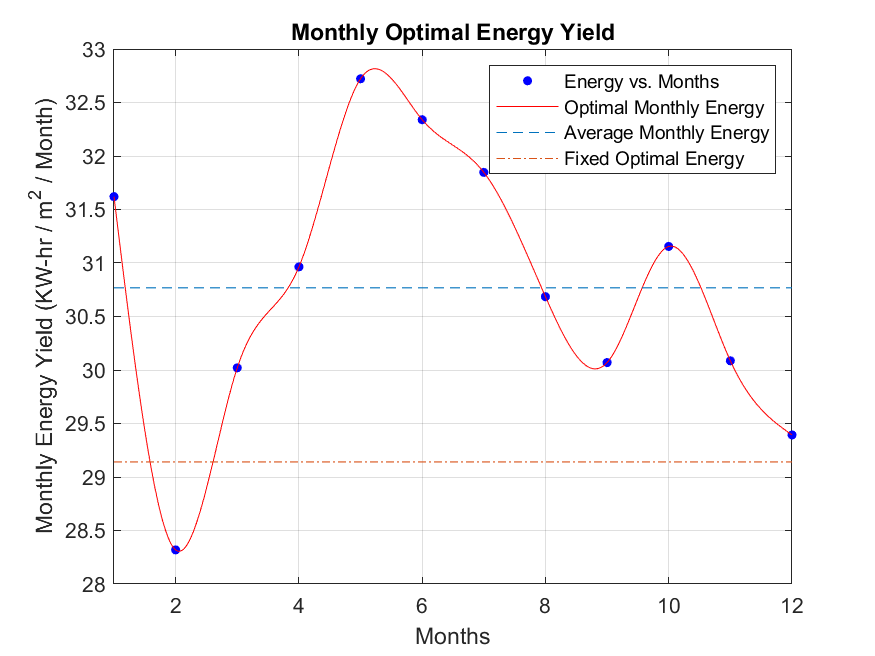 Monthly Optimal Energy Yield
Monthly Energy Yield (KW-hr / m² / Month)
33
32.5
32
31.5
31
30.5
30
29.5
29
28.5
28
Energy vs. Months
Optimal Monthly Energy
Average Monthly Energy
Fixed Optimal Energy
2 4 6 8 10 12
Months